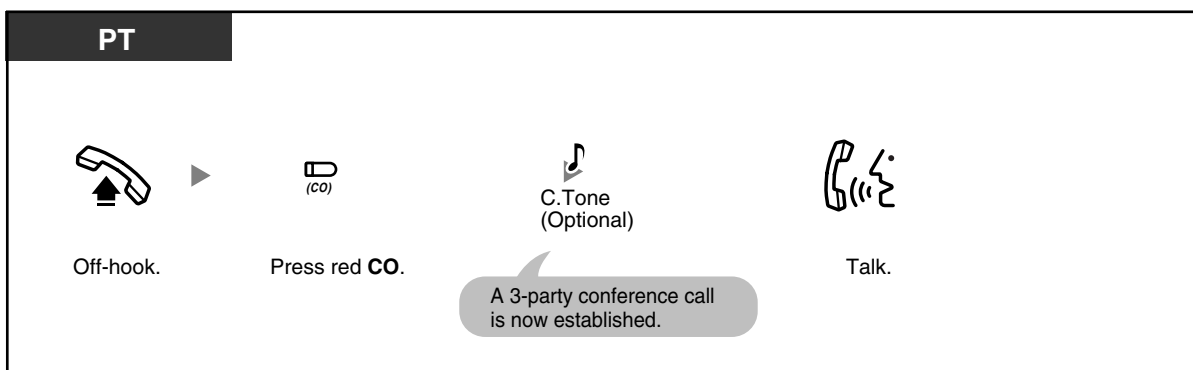 PT
(CO)
C.Tone
(Optional)
Off-hook.
Press red CO.
Talk.
A 3-party conference call
is now established.